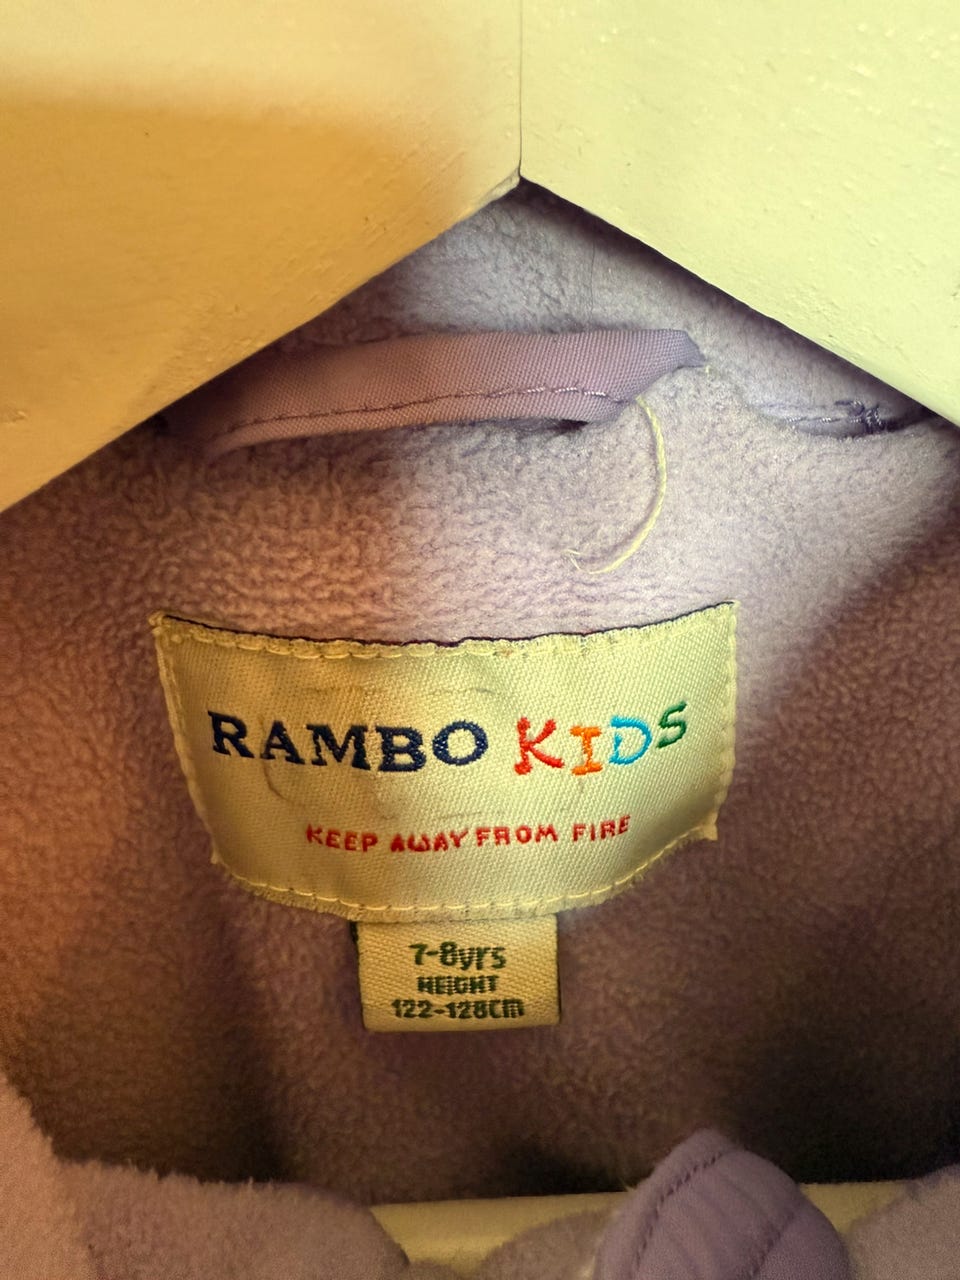 RAMBO KIDS
KEEP AWAY FROM FIRE
7-8yrs
HEIGHT
122-128cm